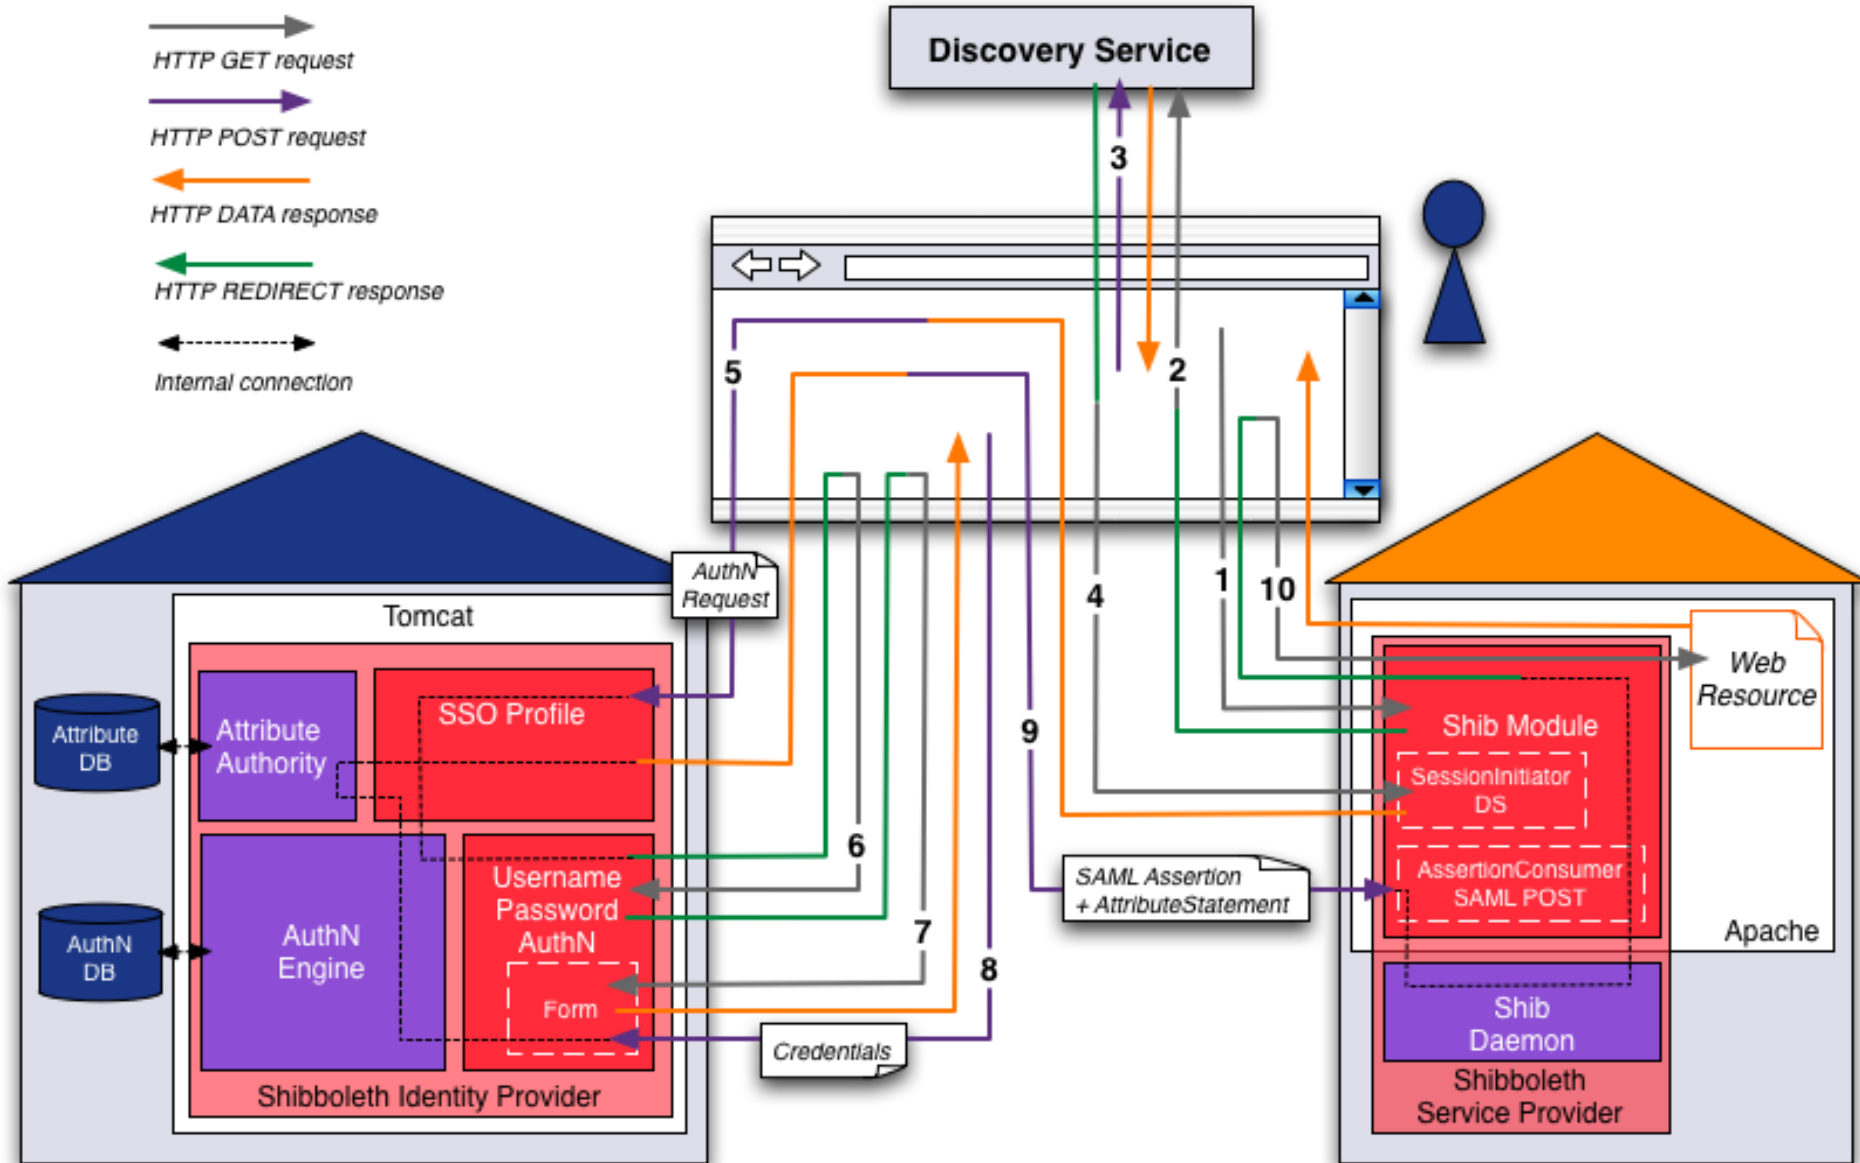 HTTP GET request
HTTP POST request
HTTP DATA response
HTTP REDIRECT response
Internal connection
Discovery Service
3
5
2
4
1
10
AuthN
Request
Tomcat
Attribute
DB
Attribute
Authority
SSO Profile
AuthN
DB
AuthN
Engine
Username
Password
AuthN
Form
Shibboleth Identity Provider
6
7
8
9
Credentials
SAML Assertion
+ AttributeStatement
Web
Resource
Shib Module
SessionInitiator
DS
AssertionConsumer
SAML POST
Apache
Shib
Daemon
Shibboleth
Service Provider